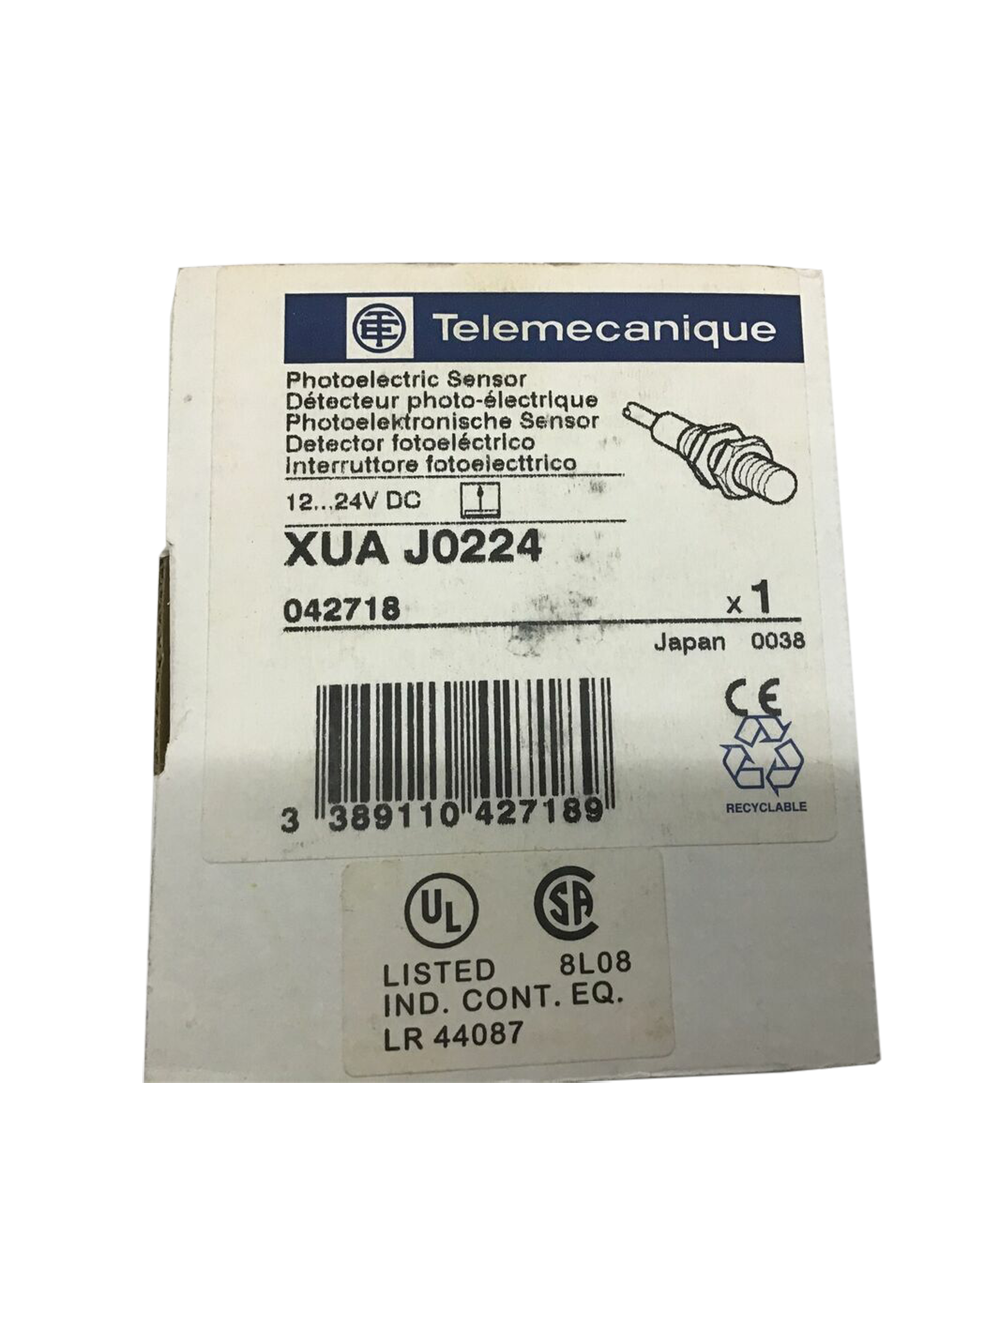 Telemecanique
Photoelectric Sensor
Détecteur photo-électrique
Photoelektronische Sensor
Detector fotoeléctrico
Interruttore fotoelecttrico
12...24V DC
XUA J0224
042718 x 1
Japan 0038
CE
3 389110 427189
RECYCLABLE
UL SA
LISTED 8L08
IND. CONT. EQ.
LR 44087